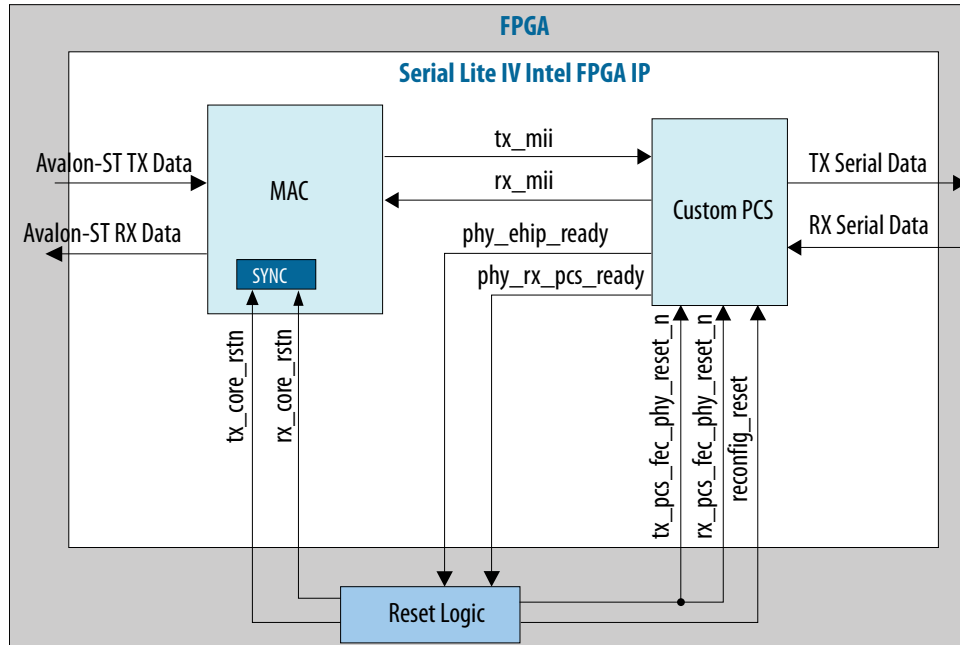 FPGA
Serial Lite IV Intel FPGA IP
Avalon-ST TX Data
Avalon-ST RX Data
MAC
SYNC
tx_mii
rx_mii
Custom PCS
TX Serial Data
RX Serial Data
phy_ehip_ready
phy_rx_pcs_ready
tx_core_rstn
rx_core_rstn
tx_pcs_fec_phy_reset_n
rx_pcs_fec_phy_reset_n
reconfig_reset
Reset Logic